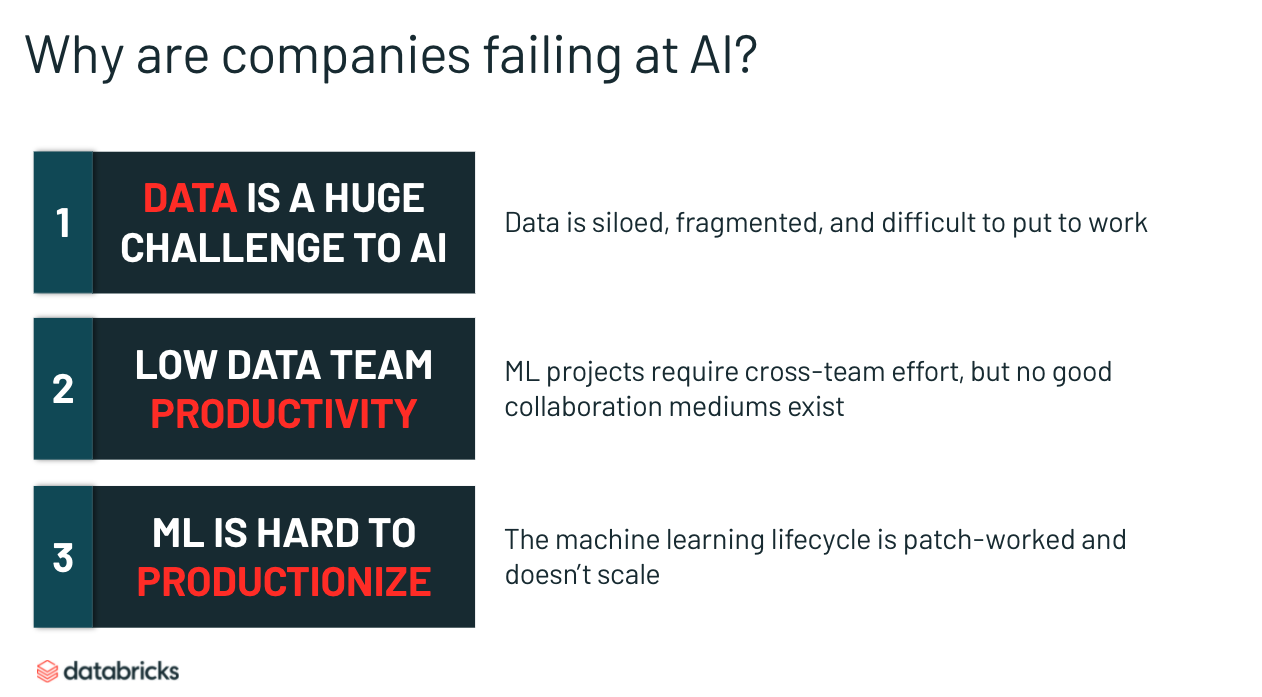 Why are companies failing at AI?
1
DATA IS A HUGE
CHALLENGE TO AI
Data is siloed, fragmented, and difficult to put to work
2
LOW DATA TEAM
PRODUCTIVITY
ML projects require cross-team effort, but no good
collaboration mediums exist
3
ML IS HARD TO
PRODUCTIONIZE
The machine learning lifecycle is patch-worked and
doesn’t scale
databricks